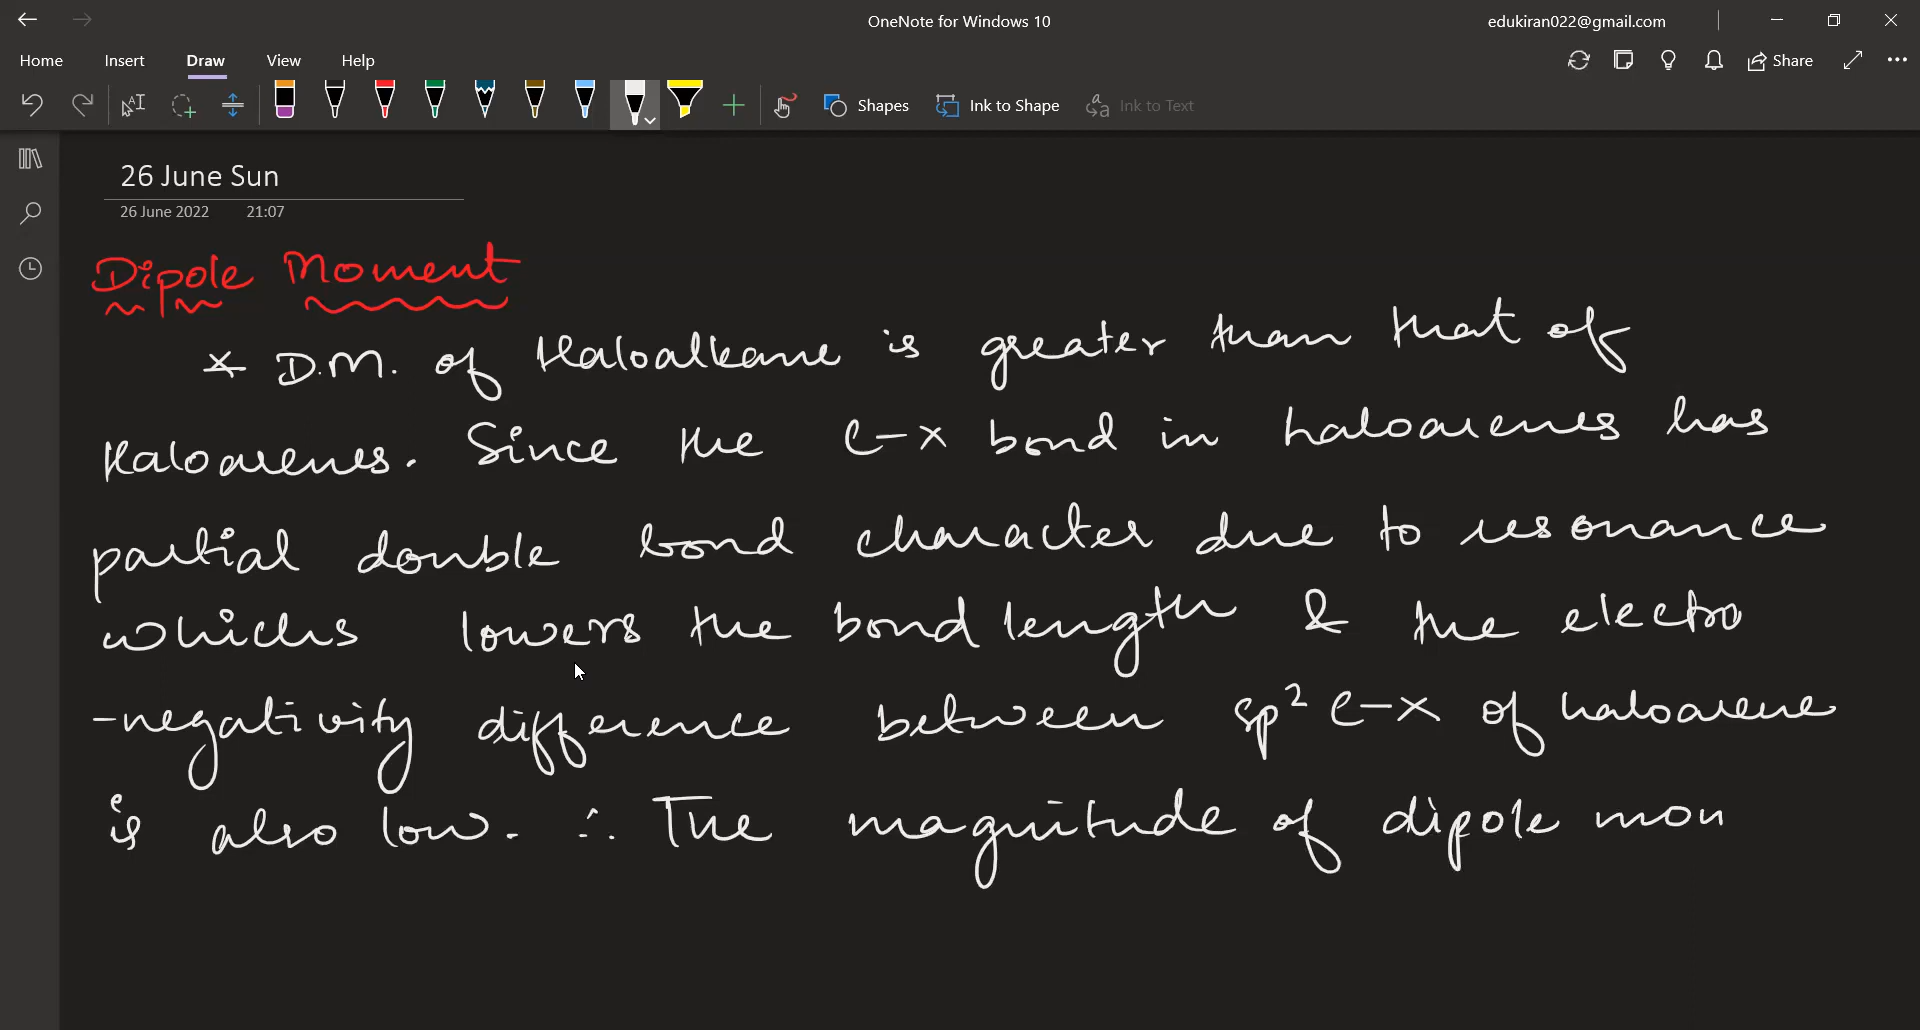 OneNote for Windows 10
edukiran022@gmail.com
Home Insert Draw View Help
Share
Shapes Ink to Shape Ink to Text
26 June Sun
26 June 2022 21:07
Dipole Moment
* D.M. of Haloalkane is greater than that of
Haloarenes. Since the C-X bond in haloarenes has
partial double bond character due to resonance
which lowers the bond length & the electro
-negativity difference between sp² C-X of haloarene
is also low. ∴ The magnitude of dipole mon